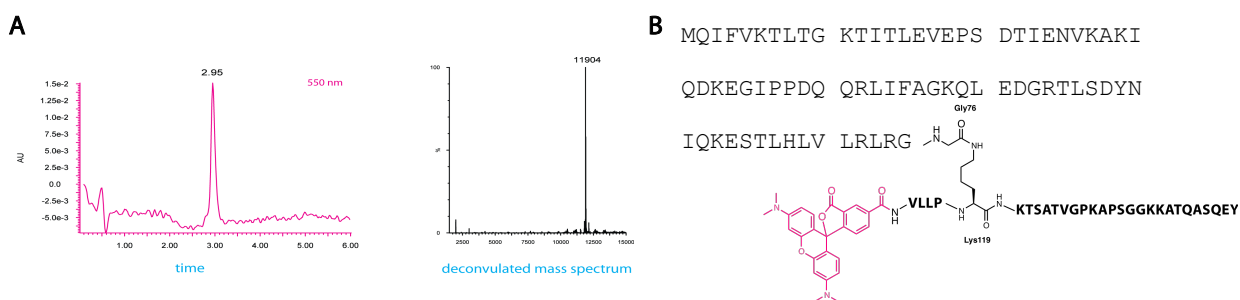 A
B
2.95
550 nm
1.5e-2
1.25e-2
1.0e-2
7.5e-3
5.0e-3
2.5e-3
0.0
-2.5e-3
-5.0e-3
AU
1.00 2.00 3.00 4.00 5.00 6.00
time
11904
100
%
2500 5000 7500 10000 12500 15000
deconvulated mass spectrum
MQIFVKTLTG KTITLEVEPS DTIENVKAKI
QDKEGIPPDQ QRLIFAGKQL EDGRTLSDYN
Gly76
IQKESTLHLV LRLRG
H
N
O
NH
N
O
O
O
O
N
H
VLLP
N
H
O
H
N
KTSATVGPKAPSGGKKATQASQEY
Lys119
O
N